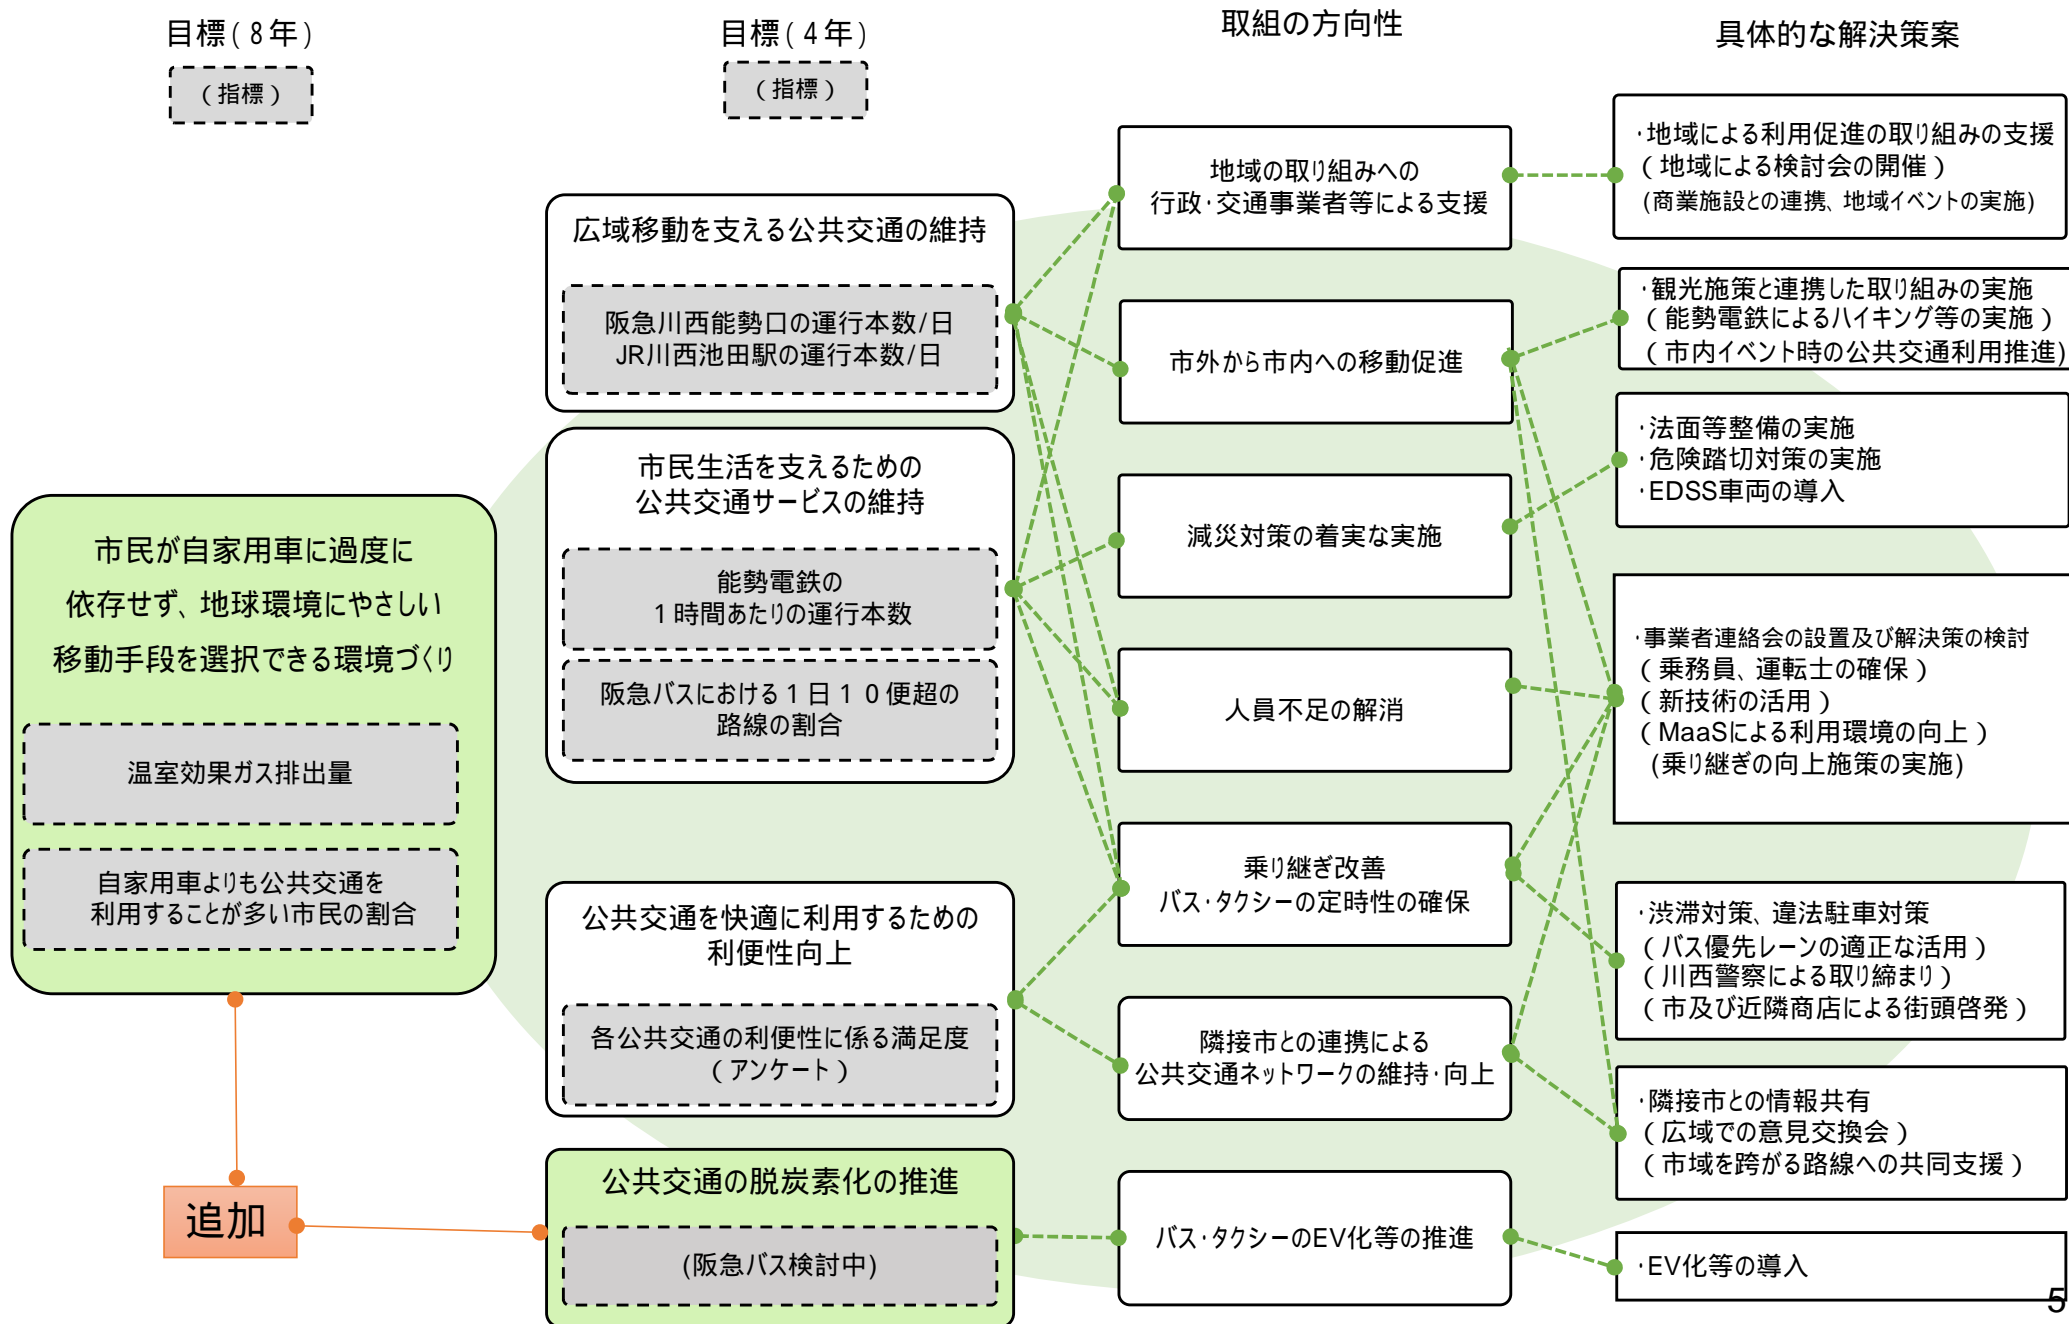 目標(８年)
（指標）
目標(４年)
（指標）
取組の方向性
具体的な解決策案
市民が自家用車に過度に
依存せず、地球環境にやさしい
移動手段を選択できる環境づくり
温室効果ガス排出量
自家用車よりも公共交通を
利用することが多い市民の割合
追加
広域移動を支える公共交通の維持
阪急川西能勢口の運行本数/日
JR川西池田駅の運行本数/日
市民生活を支えるための
公共交通サービスの維持
能勢電鉄の
１時間あたりの運行本数
阪急バスにおける１日１０便超の
路線の割合
公共交通を快適に利用するための
利便性向上
各公共交通の利便性に係る満足度
（アンケート）
公共交通の脱炭素化の推進
(阪急バス検討中)
地域の取り組みへの
行政・交通事業者等による支援
市外から市内への移動促進
減災対策の着実な実施
人員不足の解消
乗り継ぎ改善
バス・タクシーの定時性の確保
隣接市との連携による
公共交通ネットワークの維持・向上
バス・タクシーのEV化等の推進
・地域による利用促進の取り組みの支援
（地域による検討会の開催）
(商業施設との連携、地域イベントの実施)
・観光施策と連携した取り組みの実施
（能勢電鉄によるハイキング等の実施）
（市内イベント時の公共交通利用推進)
・法面等整備の実施
・危険踏切対策の実施
・EDSS車両の導入
・事業者連絡会の設置及び解決策の検討
（乗務員、運転士の確保）
（新技術の活用）
（MaaSによる利用環境の向上）
(乗り継ぎの向上施策の実施)
・渋滞対策、違法駐車対策
（バス優先レーンの適正な活用）
（川西警察による取り締まり）
（市及び近隣商店による街頭啓発）
・隣接市との情報共有
（広域での意見交換会）
（市域を跨がる路線への共同支援）
・EV化等の導入
5